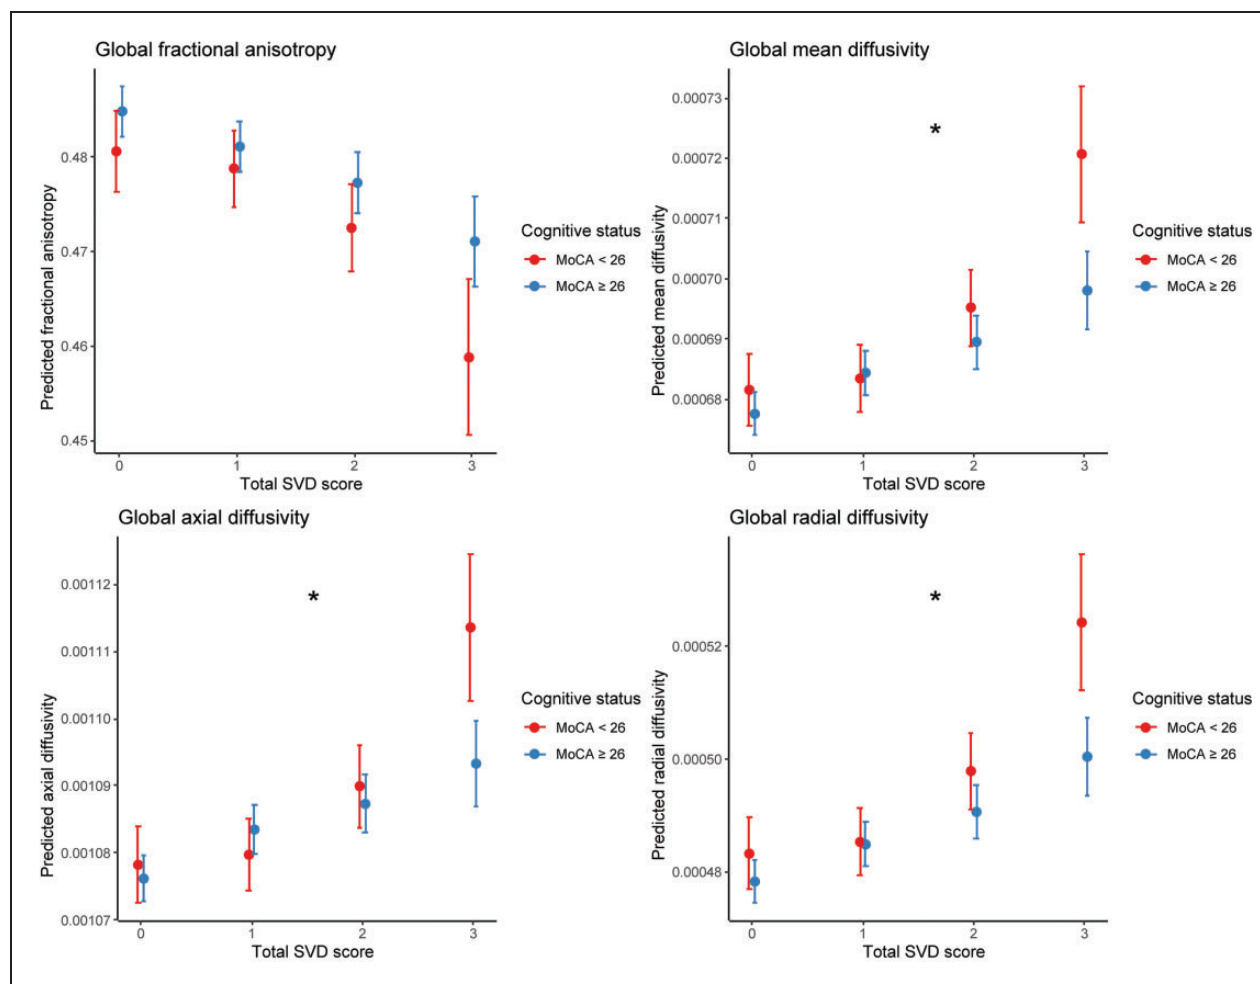 Global fractional anisotropy
Predicted fractional anisotropy
0.48
0.47
0.46
0.45
0
1
2
3
Total SVD score
Cognitive status
MoCA < 26
MoCA ≥ 26
Global mean diffusivity
Predicted mean diffusivity
0.00073
0.00072
0.00071
0.00070
0.00069
0.00068
*
0
1
2
3
Total SVD score
Cognitive status
MoCA < 26
MoCA ≥ 26
Global axial diffusivity
Predicted axial diffusivity
0.00112
0.00111
0.00110
0.00109
0.00108
0.00107
*
0
1
2
3
Total SVD score
Cognitive status
MoCA < 26
MoCA ≥ 26
Global radial diffusivity
Predicted radial diffusivity
0.00052
0.00050
0.00048
*
0
1
2
3
Total SVD score
Cognitive status
MoCA < 26
MoCA ≥ 26